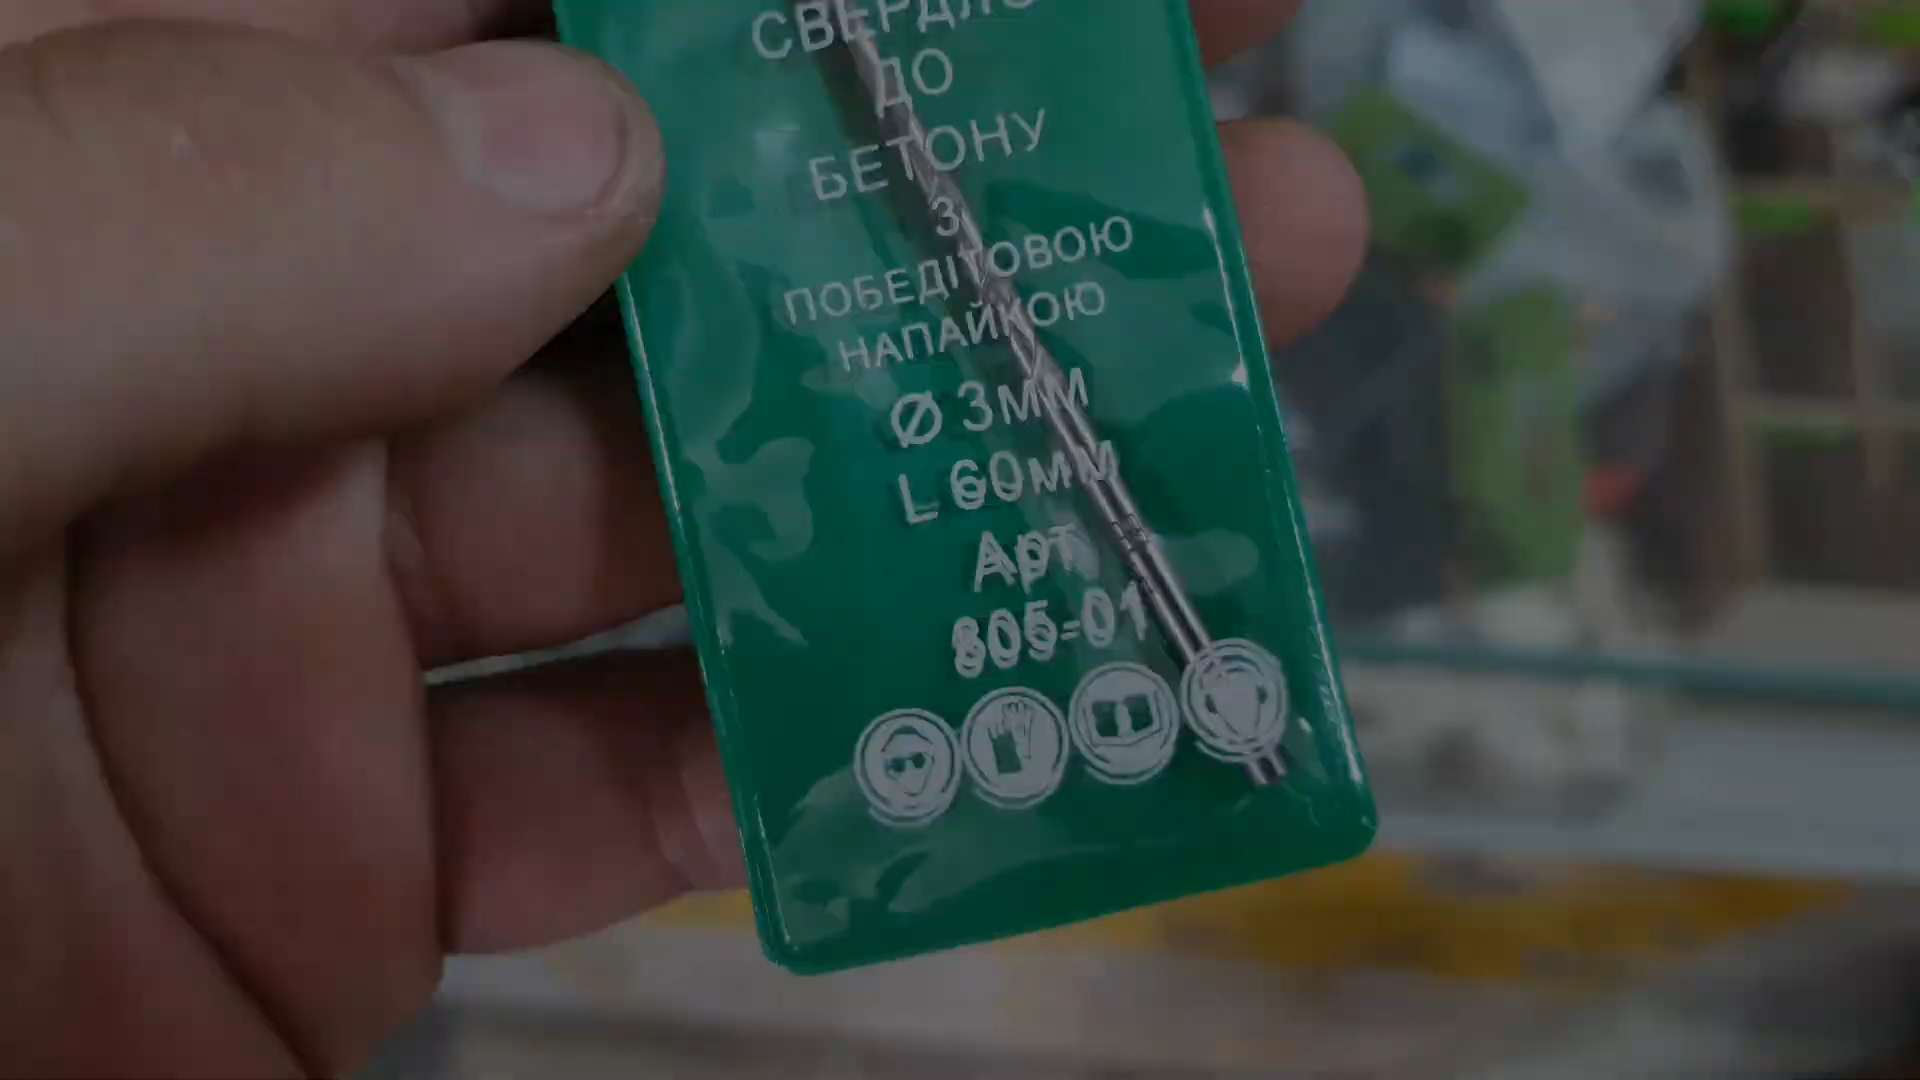 СВЕРДЛО
ДО
БЕТОНУ
З
ПОБЕДІТОВОЮ
НАПАЙКОЮ
Ø 3мм
L 60мм
Арт
805-01